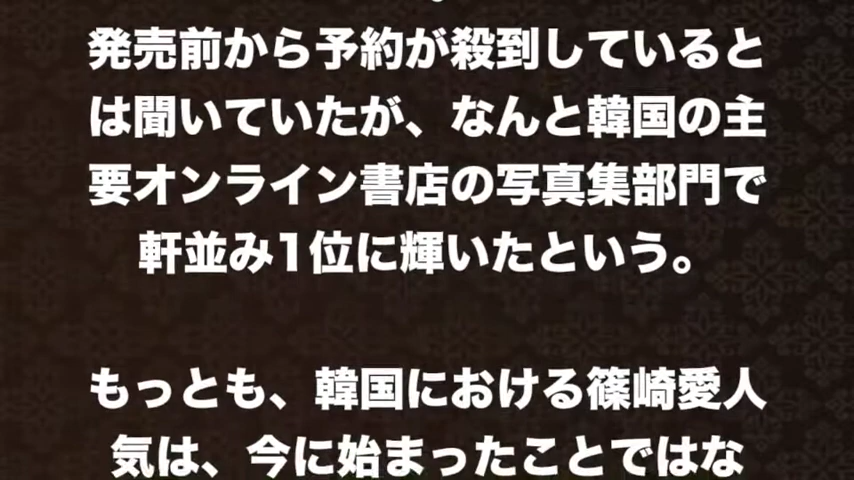 発売前から予約が殺到していると
は聞いていたが、なんと韓国の主
要オンライン書店の写真集部門で
軒並み1位に輝いたという。
もっとも、韓国における篠崎愛人
気は、今に始まったことではな